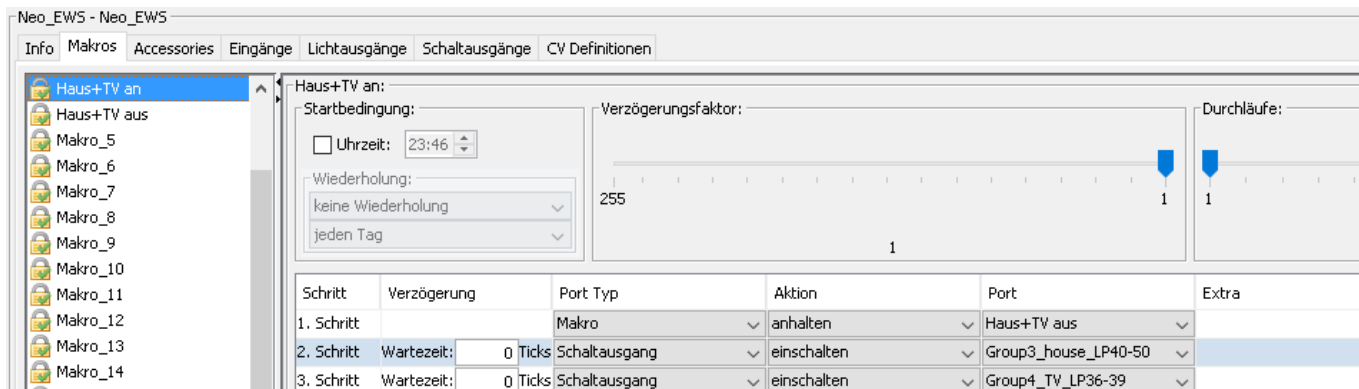 Neo_EWS - Neo_EWS
Info Makros Accessories Eingänge Lichtausgänge Schaltausgänge CV Definitionen
Haus+TV an
Haus+TV aus
Makro_5
Makro_6
Makro_7
Makro_8
Makro_9
Makro_10
Makro_11
Makro_12
Makro_13
Makro_14
Haus+TV an:
Startbedingung:
Uhrzeit: 23:46
Wiederholung:
keine Wiederholung
jeden Tag
Verzögerungsfaktor:
255 1
1
Durchläufe:
1
Schritt Verzögerung Port Typ Aktion Port Extra
1. Schritt Makro anhalten Haus+TV aus
2. Schritt Wartezeit: 0 Ticks Schaltausgang einschalten Group3_house_LP40-50
3. Schritt Wartezeit: 0 Ticks Schaltausgang einschalten Group4_TV_LP36-39